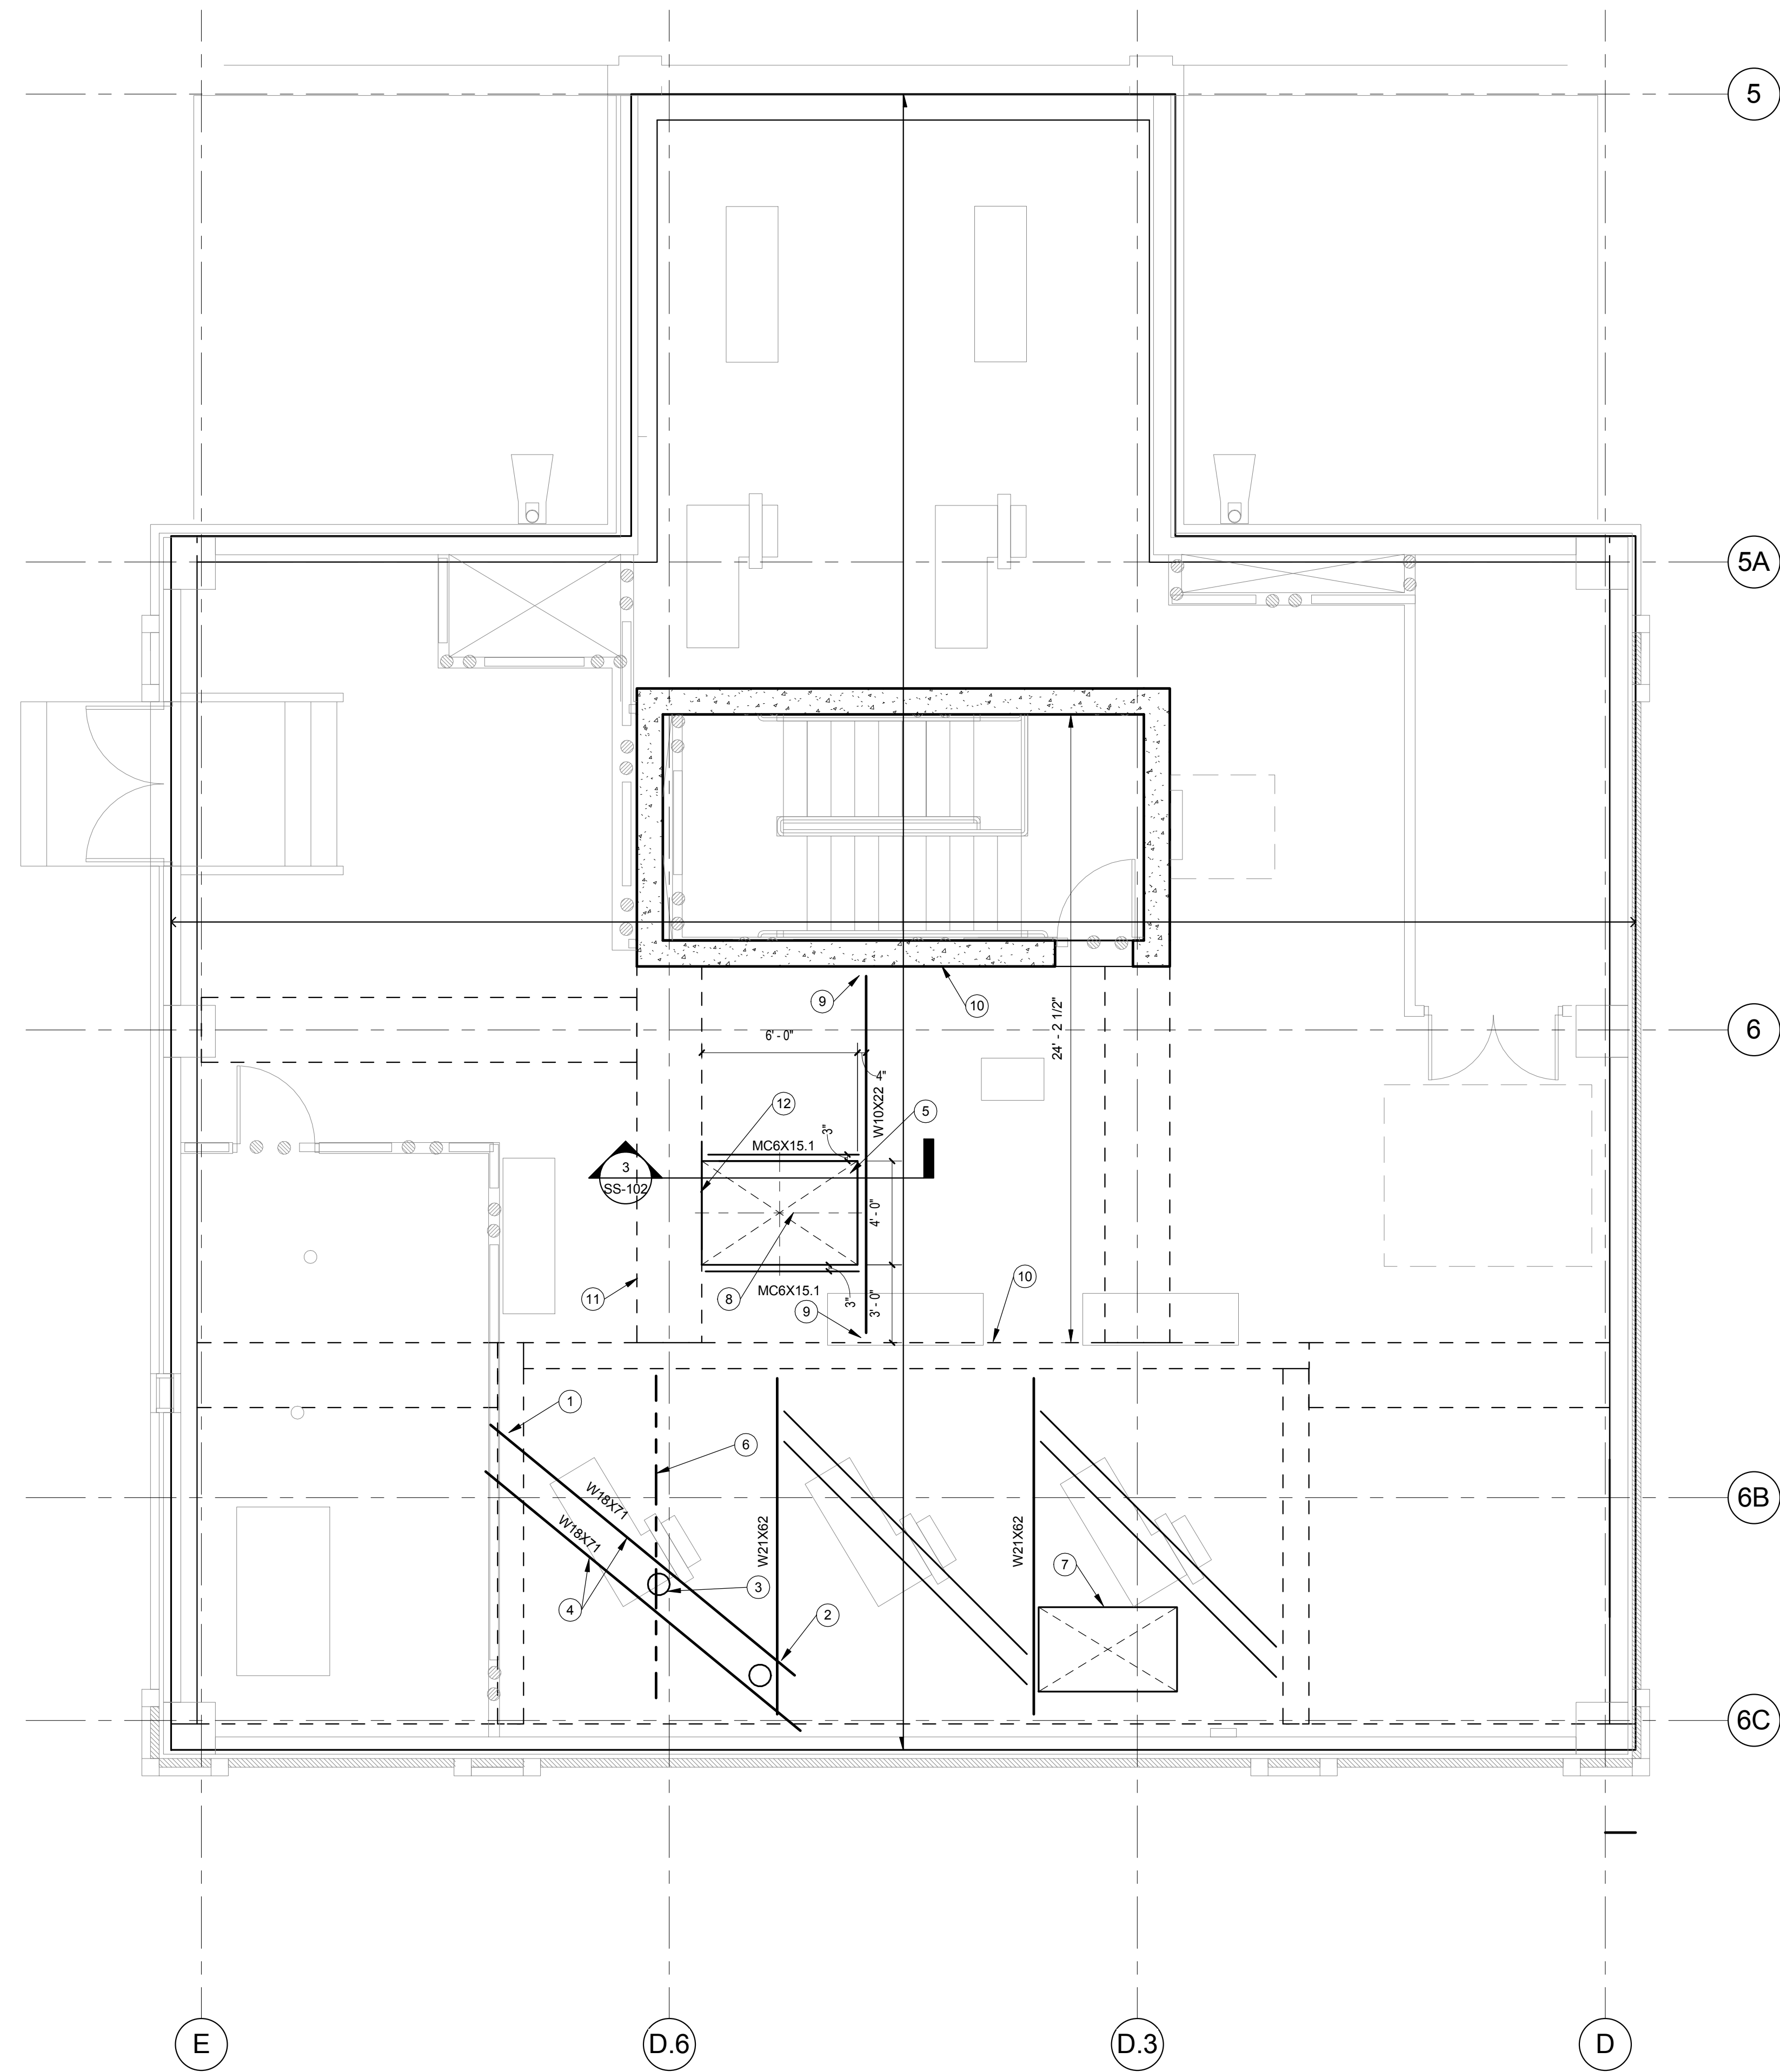 5
5A
9
10
6
6' - 0"
24' - 2 1/2"
4"
12
W10X22
5
3"
MC6X15.1
3
SS-102
4' - 0"
11
8
MC6X15.1
3"
3' - 0"
9
10
1
6
W18X71
W18X71
6B
W21X62
W21X62
7
3
4
2
6C
E
D.6
D.3
D